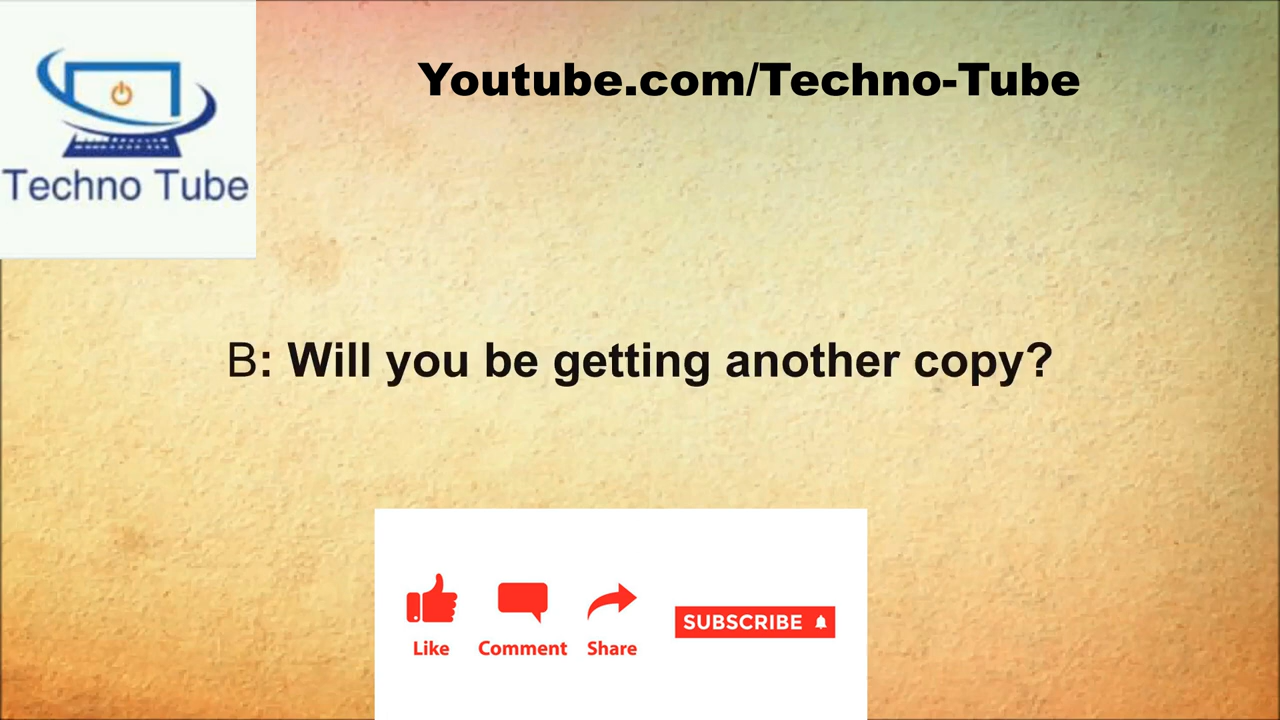 Youtube.com/Techno-Tube
Techno Tube
B: Will you be getting another copy?
Like Comment Share
SUBSCRIBE